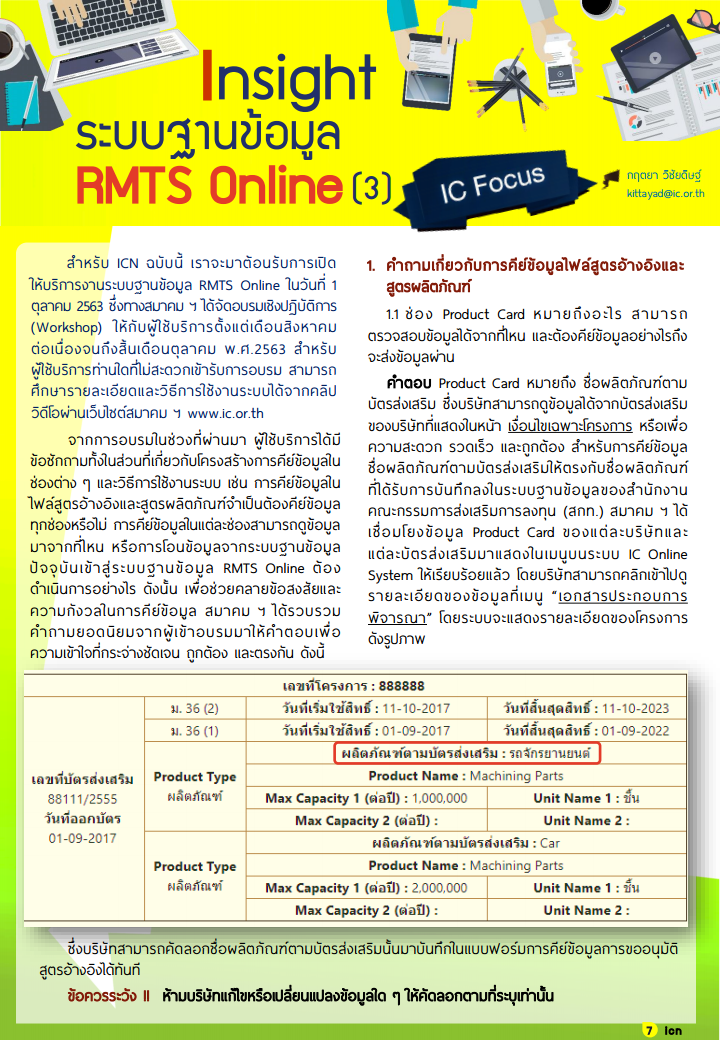 Insight
ระบบฐานข้อมูล
RMTS Online (3)
IC Focus
กฤตยา วิชัยดิษฐ์
kittayad@ic.or.th
สำหรับ ICN ฉบับนี้ เราจะมาต้อนรับการเปิด
ให้บริการงานระบบฐานข้อมูล RMTS Online ในวันที่ 1
ตุลาคม 2563 ซึ่งทางสมาคม ฯ ได้จัดอบรมเชิงปฏิบัติการ
(Workshop) ให้กับผู้ใช้บริการตั้งแต่เดือนสิงหาคม
ต่อเนื่องจนถึงสิ้นเดือนตุลาคม พ.ศ.2563 สำหรับ
ผู้ใช้บริการท่านใดที่ไม่สะดวกเข้ารับการอบรม สามารถ
ศึกษารายละเอียดและวิธีการใช้งานระบบได้จากคลิป
วิดีโอผ่านเว็บไซต์สมาคม ฯ www.ic.or.th
จากการอบรมในช่วงที่ผ่านมา ผู้ใช้บริการได้มี
ข้อซักถามทั้งในส่วนที่เกี่ยวกับโครงสร้างการคีย์ข้อมูลใน
ช่องต่าง ๆ และวิธีการใช้งานระบบ เช่น การคีย์ข้อมูลใน
ไฟล์สูตรอ้างอิงและสูตรผลิตภัณฑ์จำเป็นต้องคีย์ข้อมูล
ทุกช่องหรือไม่ การคีย์ข้อมูลในแต่ละช่องสามารถดูข้อมูล
มาจากที่ไหน หรือการโอนข้อมูลจากระบบฐานข้อมูล
ปัจจุบันเข้าสู่ระบบฐานข้อมูล RMTS Online ต้อง
ดำเนินการอย่างไร ดังนั้น เพื่อช่วยคลายข้อสงสัยและ
ความกังวลในการคีย์ข้อมูล สมาคม ฯ ได้รวบรวม
คำถามยอดนิยมจากผู้เข้าอบรมมาให้คำตอบเพื่อ
ความเข้าใจที่กระจ่างชัดเจน ถูกต้อง และตรงกัน ดังนี้
1. คำถามเกี่ยวกับการคีย์ข้อมูลไฟล์สูตรอ้างอิงและ
สูตรผลิตภัณฑ์
1.1 ช่อง Product Card หมายถึงอะไร สามารถ
ตรวจสอบข้อมูลได้จากที่ไหน และต้องคีย์ข้อมูลอย่างไรถึง
จะส่งข้อมูลผ่าน
คำตอบ Product Card หมายถึง ชื่อผลิตภัณฑ์ตาม
บัตรส่งเสริม ซึ่งบริษัทสามารถดูข้อมูลได้จากบัตรส่งเสริม
ของบริษัทที่แสดงในหน้า เงื่อนไขเฉพาะโครงการ หรือเพื่อ
ความสะดวก รวดเร็ว และถูกต้อง สำหรับการคีย์ข้อมูล
ชื่อผลิตภัณฑ์ตามบัตรส่งเสริมให้ตรงกับชื่อผลิตภัณฑ์
ที่ได้รับการบันทึกลงในระบบฐานข้อมูลของสำนักงาน
คณะกรรมการส่งเสริมการลงทุน (สกท.) สมาคม ฯ ได้
เชื่อมโยงข้อมูล Product Card ของแต่ละบริษัทและ
แต่ละบัตรส่งเสริมมาแสดงในเมนูบนระบบ IC Online
System ให้เรียบร้อยแล้ว โดยบริษัทสามารถคลิกเข้าไปดู
รายละเอียดของข้อมูลที่เมนู “เอกสารประกอบการ
พิจารณา” โดยระบบจะแสดงรายละเอียดของโครงการ
ดังรูปภาพ
เลขที่โครงการ : 888888
ม. 36 (2) วันที่เริ่มใช้สิทธิ์ : 11-10-2017 วันที่สิ้นสุดสิทธิ์ : 11-10-2023
ม. 36 (1) วันที่เริ่มใช้สิทธิ์ : 01-09-2017 วันที่สิ้นสุดสิทธิ์ : 01-09-2022
เลขที่บัตรส่งเสริม
88111/2555
วันที่ออกบัตร
01-09-2017
Product Type
ผลิตภัณฑ์
ผลิตภัณฑ์ตามบัตรส่งเสริม : รถจักรยานยนต์
Product Name : Machining Parts
Max Capacity 1 (ต่อปี) : 1,000,000 Unit Name 1 : ชิ้น
Max Capacity 2 (ต่อปี) : Unit Name 2 :
Product Type
ผลิตภัณฑ์
ผลิตภัณฑ์ตามบัตรส่งเสริม : Car
Product Name : Machining Parts
Max Capacity 1 (ต่อปี) : 2,000,000 Unit Name 1 : ชิ้น
Max Capacity 2 (ต่อปี) : Unit Name 2 :
ซึ่งบริษัทสามารถคัดลอกชื่อผลิตภัณฑ์ตามบัตรส่งเสริมนั้นมาบันทึกในแบบฟอร์มการคีย์ข้อมูลการขออนุมัติ
สูตรอ้างอิงได้ทันที
ข้อควรระวัง !! ห้ามบริษัทแก้ไขหรือเปลี่ยนแปลงข้อมูลใด ๆ ให้คัดลอกตามที่ระบุเท่านั้น
7 Icn